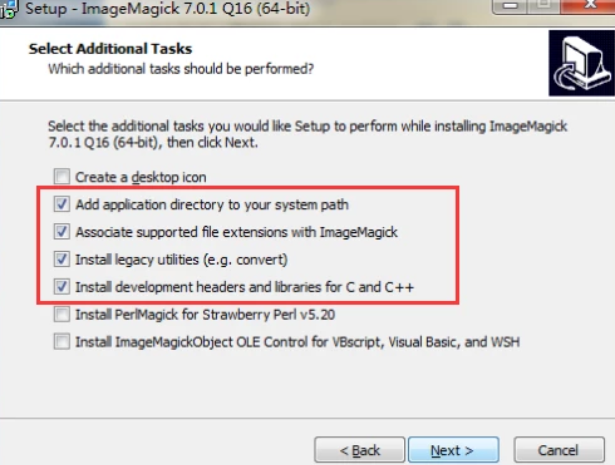 Setup - ImageMagick 7.0.1 Q16 (64-bit)
Select Additional Tasks
Which additional tasks should be performed?
Select the additional tasks you would like Setup to perform while installing ImageMagick
7.0.1 Q16 (64-bit), then click Next.
Create a desktop icon
Add application directory to your system path
Associate supported file extensions with ImageMagick
Install legacy utilities (e.g. convert)
Install development headers and libraries for C and C++
Install PerlMagick for Strawberry Perl v5.20
Install ImageMagickObject OLE Control for VBscript, Visual Basic, and WSH
< Back
Next >
Cancel